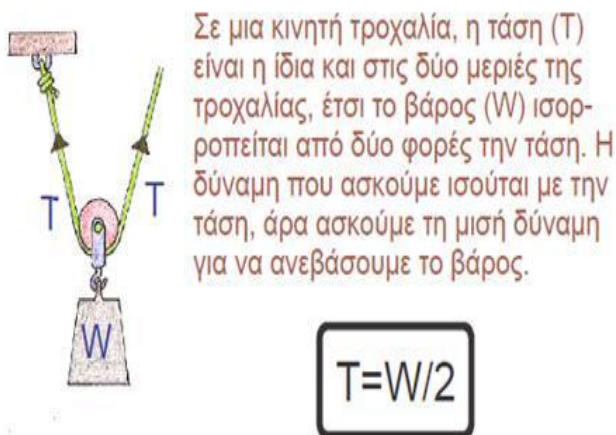 Σε μια κινητή τροχαλία, η τάση (Τ)
είναι η ίδια και στις δύο μεριές της
τροχαλίας, έτσι το βάρος (W) ισορ-
ροπείται από δύο φορές την τάση. Η
δύναμη που ασκούμε ισούται με την
τάση, άρα ασκούμε τη μισή δύναμη
για να ανεβάσουμε το βάρος.
T T
W
T=W/2